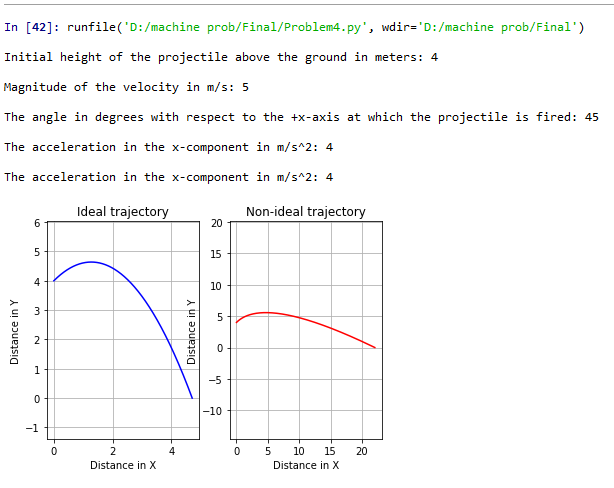 In [42]: runfile('D:/machine prob/Final/Problem4.py', wdir='D:/machine prob/Final')
Initial height of the projectile above the ground in meters: 4
Magnitude of the velocity in m/s: 5
The angle in degrees with respect to the +x-axis at which the projectile is fired: 45
The acceleration in the x-component in m/s^2: 4
The acceleration in the x-component in m/s^2: 4
Ideal trajectory
6
5
4
3
2
1
0
−1
Distance in Y
0 2 4
Distance in X
Non-ideal trajectory
20
15
10
5
0
−5
−10
Distance in Y
0 5 10 15 20
Distance in X